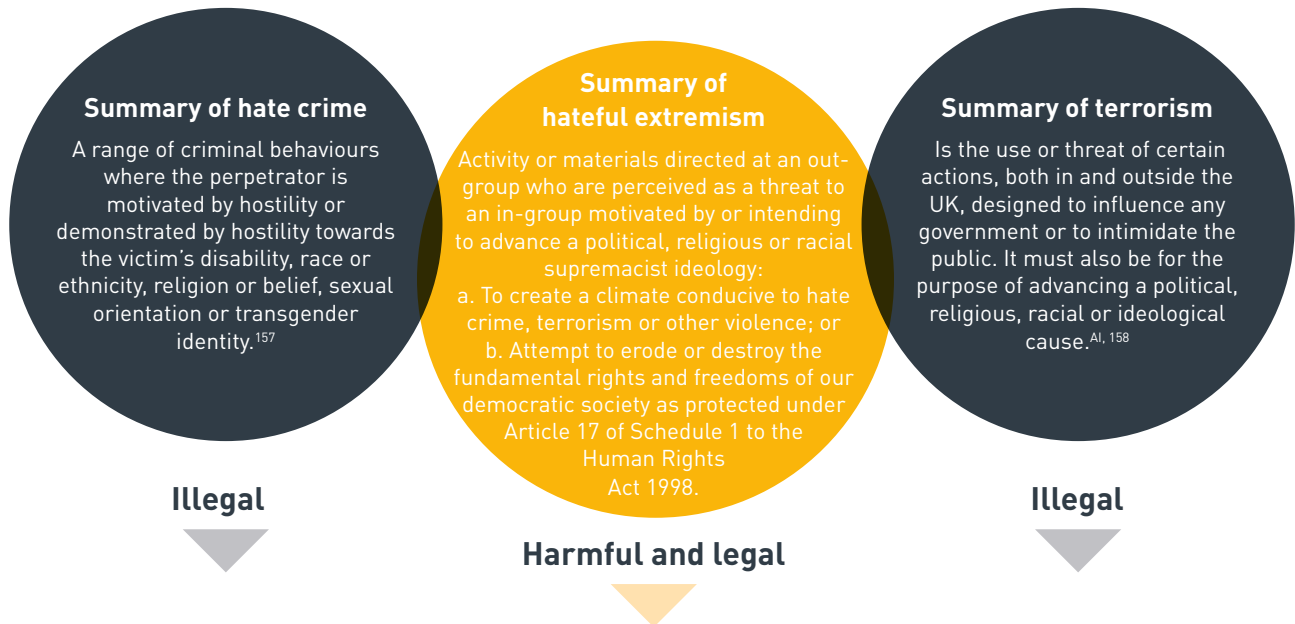 Summary of hate crime
A range of criminal behaviours
where the perpetrator is
motivated by hostility or
demonstrated by hostility towards
the victim's disability, race or
ethnicity, religion or belief, sexual
orientation or transgender
identity.157
Illegal
Summary of
hateful extremism
Activity or materials directed at an out-
group who are perceived as a threat to
an in-group motivated by or intending
to advance a political, religious or racial
supremacist ideology:
a. To create a climate conducive to hate
crime, terrorism or other violence; or
b. Attempt to erode or destroy the
fundamental rights and freedoms of our
democratic society as protected under
Article 17 of Schedule 1 to the
Human Rights
Act 1998.
Harmful and legal
Summary of terrorism
Is the use or threat of certain
actions, both in and outside the
UK, designed to influence any
government or to intimidate the
public. It must also be for the
purpose of advancing a political,
religious, racial or ideological
cause.AI, 158
Illegal